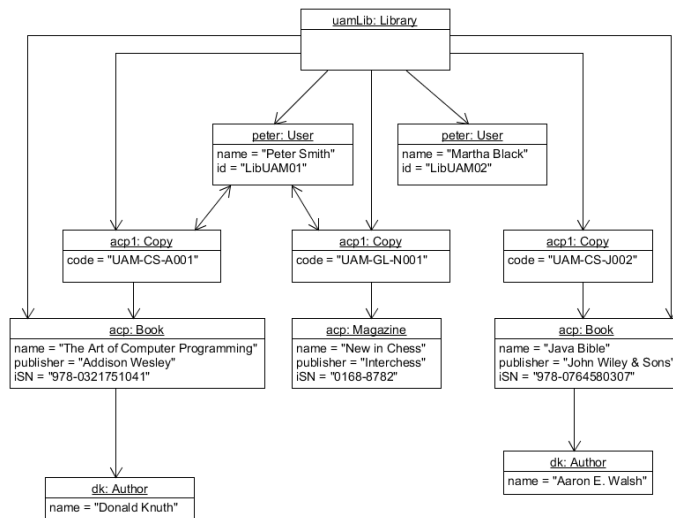 uamLib: Library
peter: User
name = "Peter Smith"
id = "LibUAM01"
peter: User
name = "Martha Black"
id = "LibUAM02"
acp1: Copy
code = "UAM-CS-A001"
acp1: Copy
code = "UAM-GL-N001"
acp1: Copy
code = "UAM-CS-J002"
acp: Book
name = "The Art of Computer Programming"
publisher = "Addison Wesley"
iSN = "978-0321751041"
acp: Magazine
name = "New in Chess"
publisher = "Interchess"
iSN = "0168-8782"
acp: Book
name = "Java Bible"
publisher = "John Wiley & Sons"
iSN = "978-0764580307"
dk: Author
name = "Donald Knuth"
dk: Author
name = "Aaron E. Walsh"